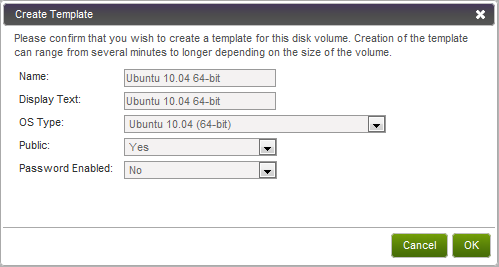 Create Template
Please confirm that you wish to create a template for this disk volume. Creation of the template
can range from several minutes to longer depending on the size of the volume.
Name: Ubuntu 10.04 64-bit
Display Text: Ubuntu 10.04 64-bit
OS Type: Ubuntu 10.04 (64-bit)
Public: Yes
Password Enabled: No
Cancel OK